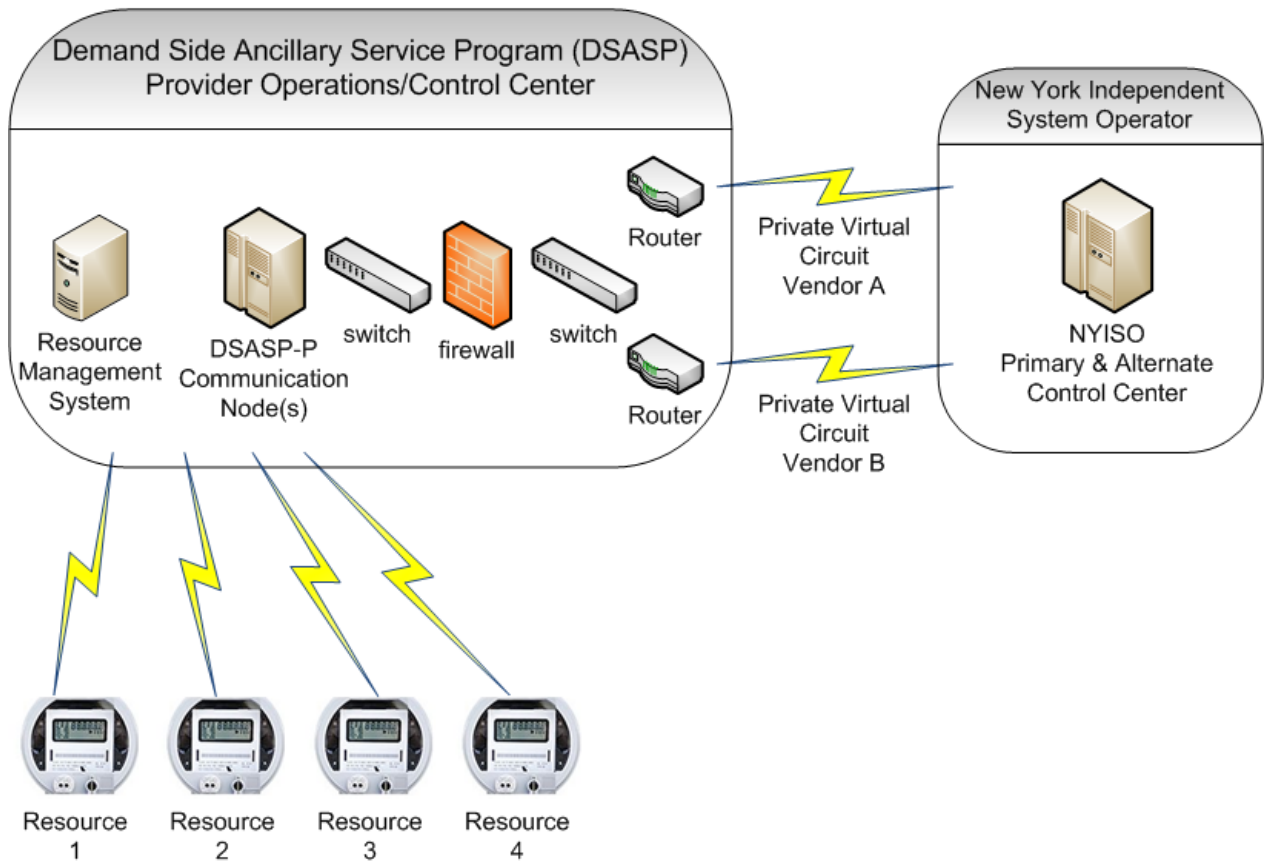 Demand Side Ancillary Service Program (DSASP)
Provider Operations/Control Center
New York Independent
System Operator
Router
Private Virtual
Circuit
Vendor A
Resource
Management
System
DSASP-P
Communication
Node(s)
switch
firewall
switch
Router
Private Virtual
Circuit
Vendor B
NYISO
Primary & Alternate
Control Center
Resource
1
Resource
2
Resource
3
Resource
4